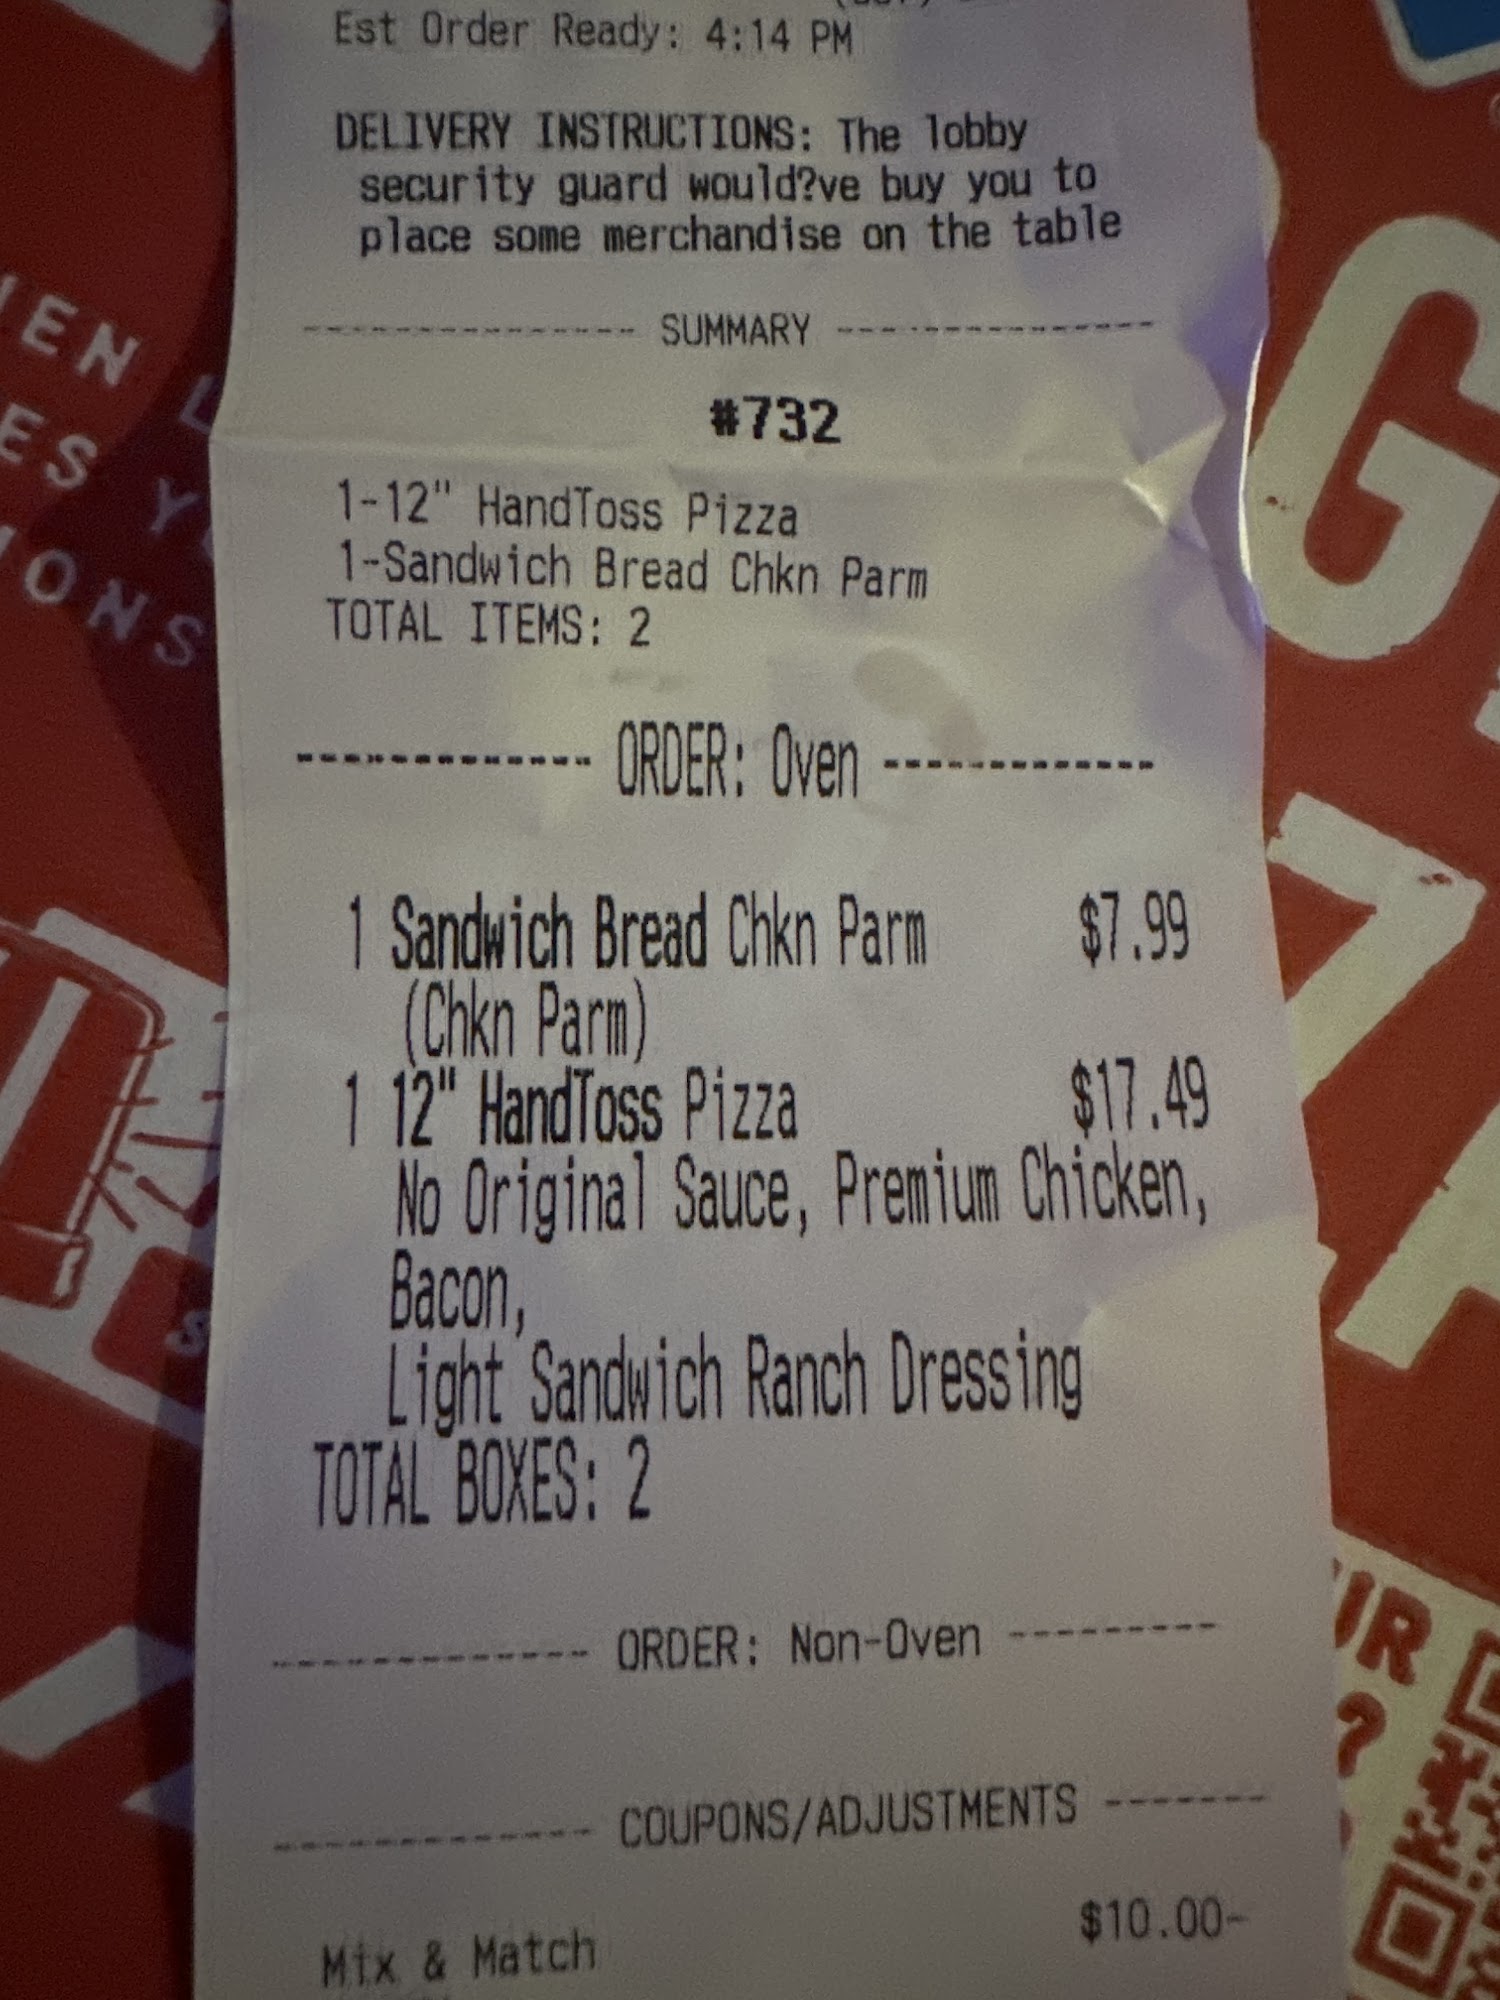 Est Order Ready: 4:14 PM
DELIVERY INSTRUCTIONS: The lobby
security guard would?ve buy you to
place some merchandise on the table
--------------- SUMMARY ---------------
#732
1-12" HandToss Pizza
1-Sandwich Bread Chkn Parm
TOTAL ITEMS: 2
--------------- ORDER: Oven --------------
1 Sandwich Bread Chkn Parm $7.99
(Chkn Parm)
1 12" HandToss Pizza $17.49
No Original Sauce, Premium Chicken,
Bacon,
Light Sandwich Ranch Dressing
TOTAL BOXES: 2
-------------- ORDER: Non-Oven ----------
-------------- COUPONS/ADJUSTMENTS -------
Mix & Match $10.00-